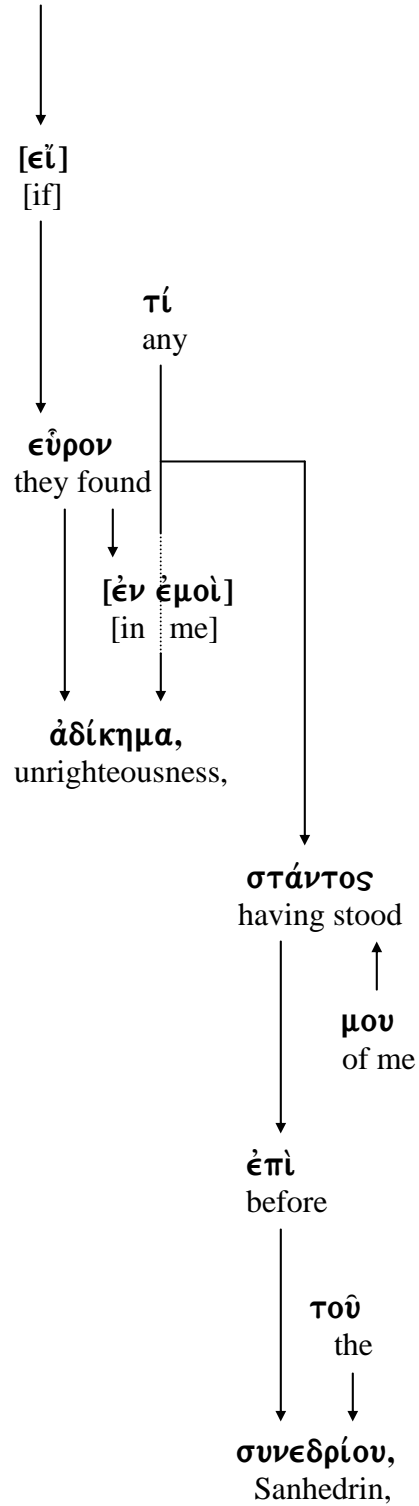 [εἴ]
[if]
τί
any
εὗρον
they found
[ἐν ἐμοὶ]
[in me]
ἀδίκημα,
unrighteousness,
στάντος
having stood
μου
of me
ἐπὶ
before
τοῦ
the
συνεδρίου,
Sanhedrin,